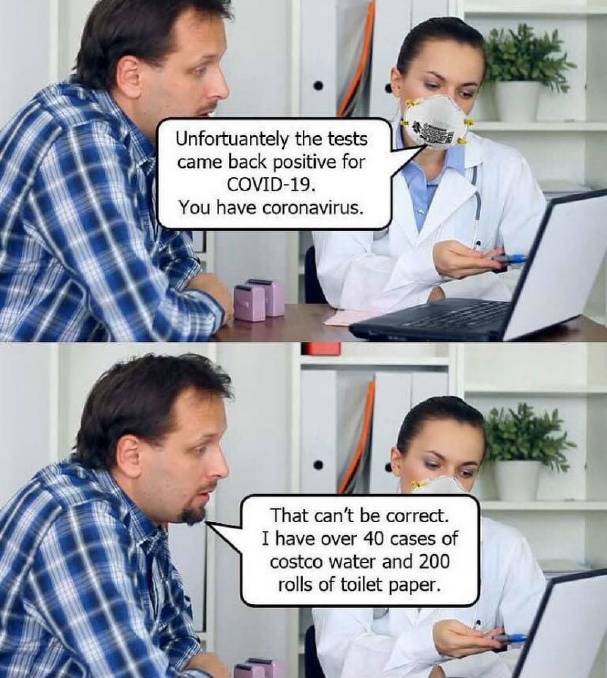 Unfortuantely the tests
came back positive for
COVID-19.
You have coronavirus.
That can't be correct.
I have over 40 cases of
costco water and 200
rolls of toilet paper.